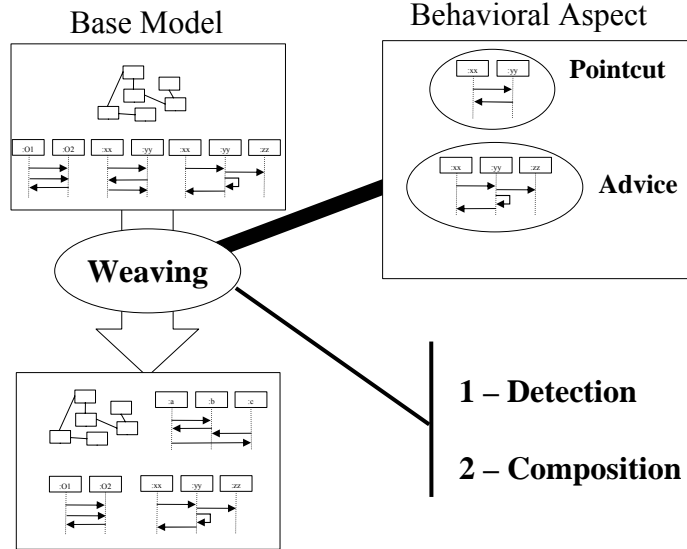 Base Model
Behavioral Aspect
:O1 :O2 :xx :yy :xx :yy :zz
:xx :yy
Pointcut
:xx :yy :zz
Advice
Weaving
:a :b :c
:O1 :O2 :xx :yy :zz
1 – Detection
2 – Composition